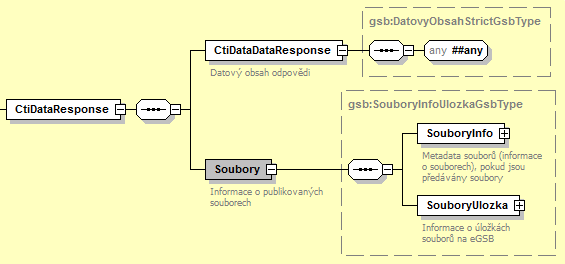 gsb:DatovyObsahStrictGsbType
CtiDataDataResponse
any ##any
Datový obsah odpovědi
gsb:SouboryInfoUlozkaGsbType
CtiDataResponse
SouboryInfo
Metadata souborů (informace
o souborech), pokud jsou
předávány soubory
Soubory
Informace o publikovaných
souborech
SouboryUlozka
Informace o úložkách
souborů na eGSB